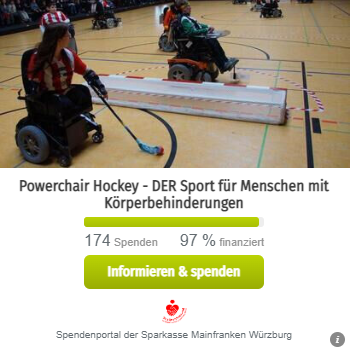 Powerchair Hockey - DER Sport für Menschen mit
Körperbehinderungen
174 Spenden 97 % finanziert
Informieren & spenden
Spendenportal der Sparkasse Mainfranken Würzburg
i